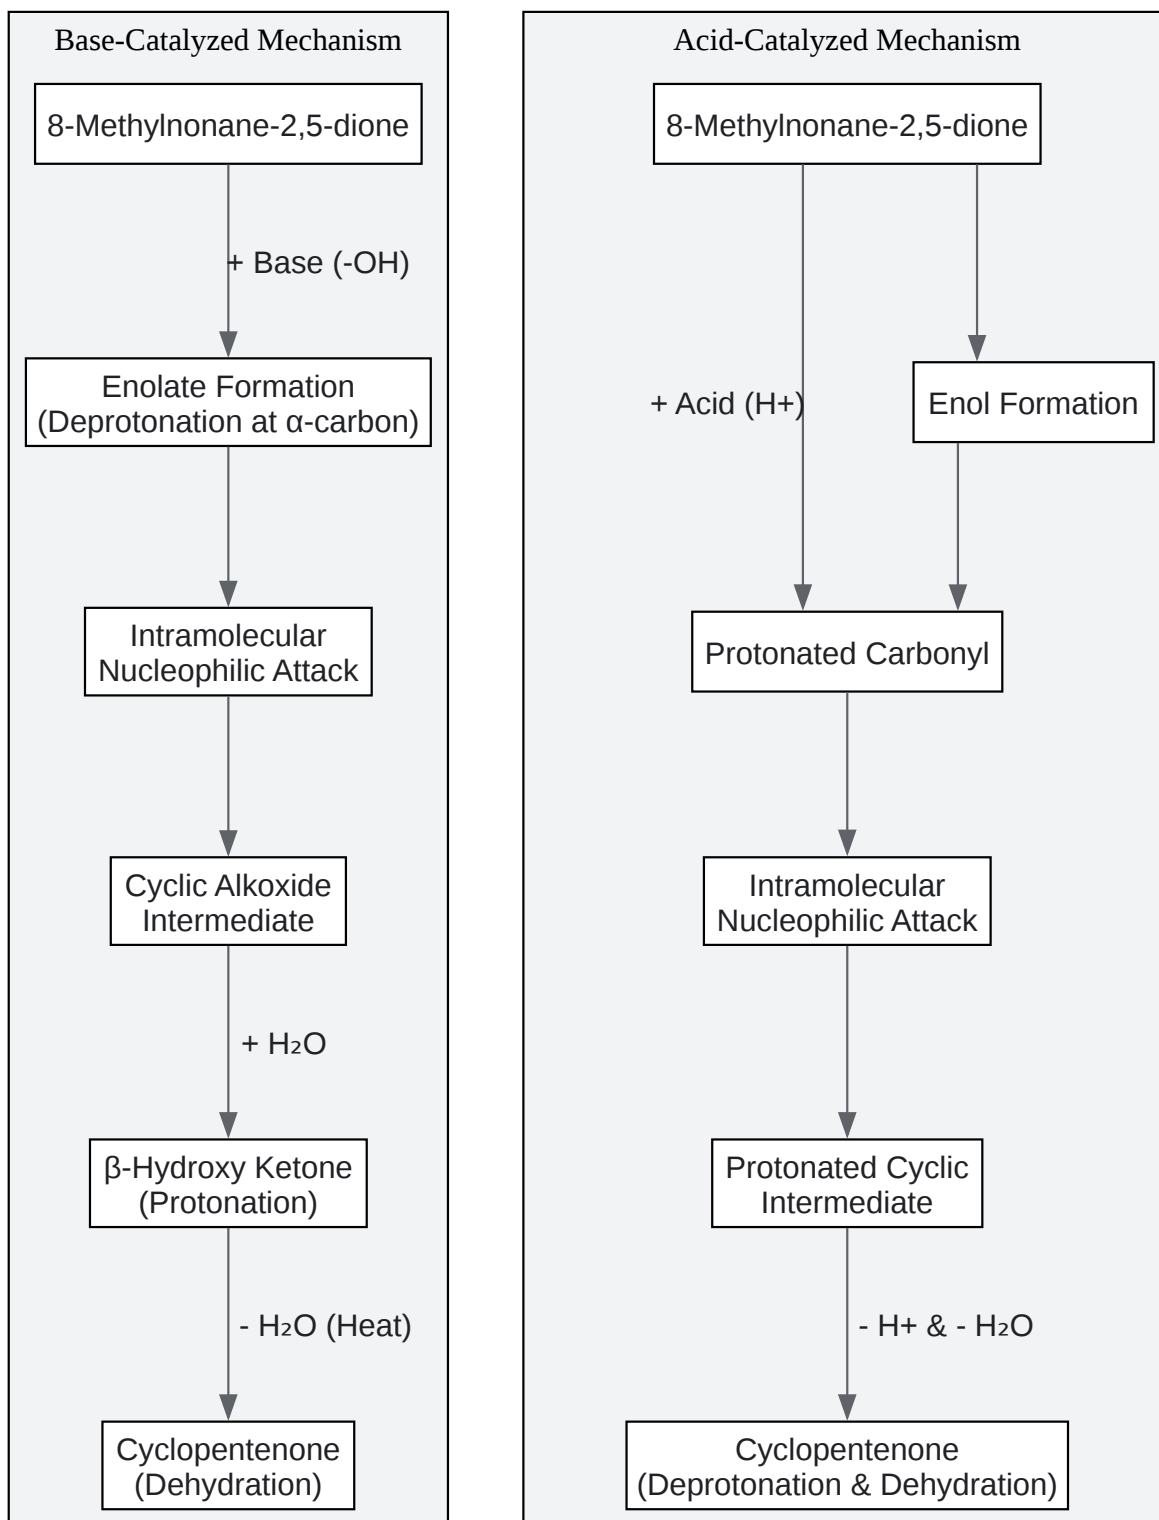 Base-Catalyzed Mechanism
8-Methylnonane-2,5-dione
+ Base (-OH)
Enolate Formation
(Deprotonation at α-carbon)
Intramolecular
Nucleophilic Attack
Cyclic Alkoxide
Intermediate
+ H₂O
β-Hydroxy Ketone
(Protonation)
- H₂O (Heat)
Cyclopentenone
(Dehydration)
Acid-Catalyzed Mechanism
8-Methylnonane-2,5-dione
+ Acid (H+)
Enol Formation
Protonated Carbonyl
Intramolecular
Nucleophilic Attack
Protonated Cyclic
Intermediate
- H+ & - H₂O
Cyclopentenone
(Deprotonation & Dehydration)